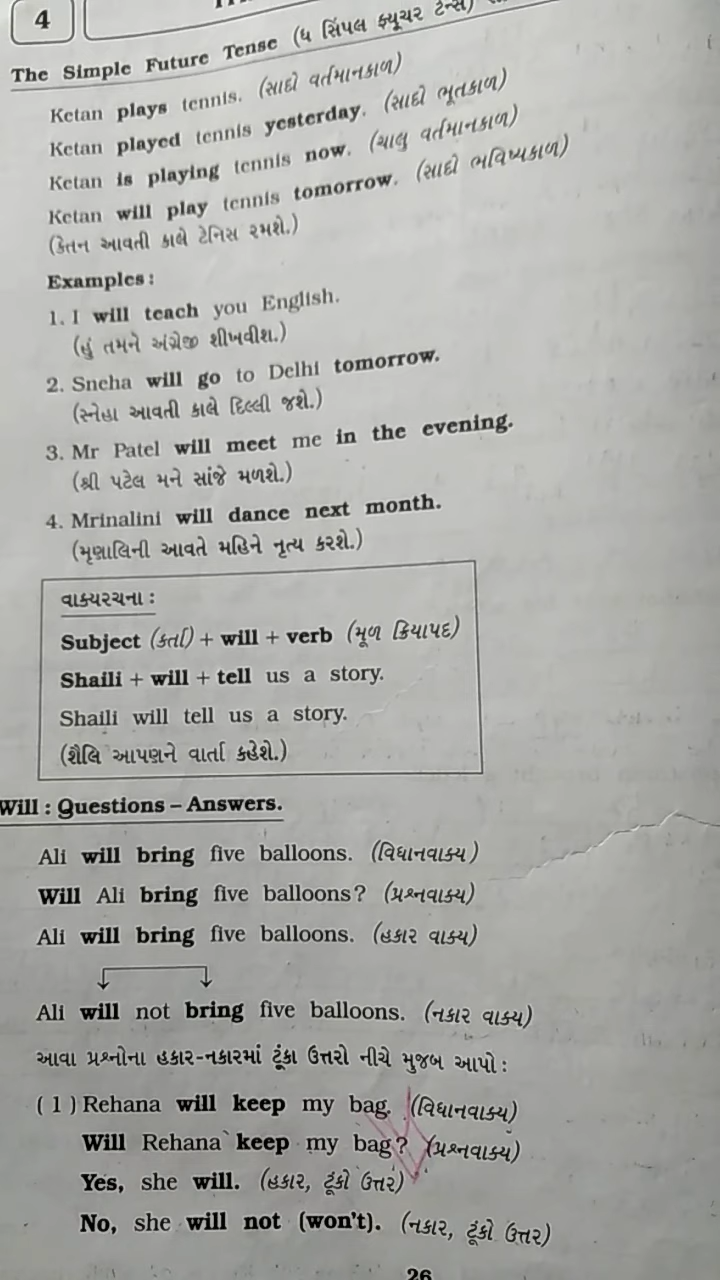 4
The Simple Future Tense (ધ સિંપલ ફ્યૂચર ટેન્સ)
Ketan plays tennis. (સાદો વર્તમાનકાળ)
Ketan played tennis yesterday. (સાદો ભૂતકાળ)
Ketan is playing tennis now. (ચાલુ વર્તમાનકાળ)
Ketan will play tennis tomorrow. (સાદો ભવિષ્યકાળ)
(કેતન આવતી કાલે ટેનિસ રમશે.)
Examples :
1. I will teach you English.
(હું તમને અંગ્રેજી શીખવીશ.)
2. Sneha will go to Delhi tomorrow.
(સ્નેહા આવતી કાલે દિલ્લી જશે.)
3. Mr Patel will meet me in the evening.
(શ્રી પટેલ મને સાંજે મળશે.)
4. Mrinalini will dance next month.
(મૃણાલિની આવતે મહિને નૃત્ય કરશે.)
વાક્યરચના :
Subject (કર્તા) + will + verb (મૂળ ક્રિયાપદ)
Shaili + will + tell us a story.
Shaili will tell us a story.
(શૈલિ આપણને વાર્તા કહેશે.)
Will : Questions – Answers.
Ali will bring five balloons. (વિધાનવાક્ય)
Will Ali bring five balloons? (પ્રશ્નવાક્ય)
Ali will bring five balloons. (હકાર વાક્ય)
Ali will not bring five balloons. (નકાર વાક્ય)
આવા પ્રશ્નોના હકાર-નકારમાં ટૂંકા ઉત્તરો નીચે મુજબ આપો :
( 1 ) Rehana will keep my bag. (વિધાનવાક્ય)
Will Rehana keep my bag? (પ્રશ્નવાક્ય)
Yes, she will. (હકાર, ટૂંકો ઉત્તર)
No, she will not (won't). (નકાર, ટૂંકો ઉત્તર)
26